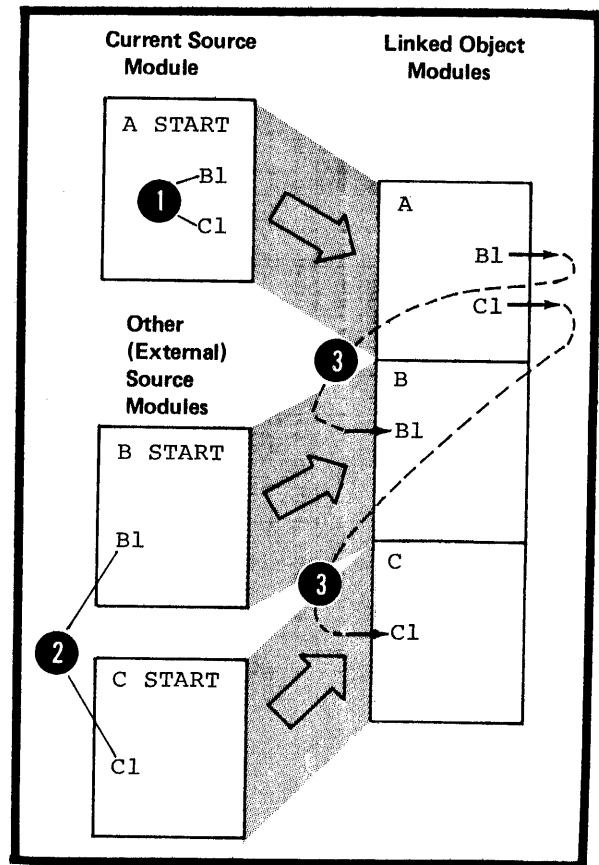 Current Source
Module
Linked Object
Modules
A START
B1
1
C1
A
B1
C1
Other
(External)
Source
Modules
3
B
B1
B START
B1
3
C
C1
2
C START
C1